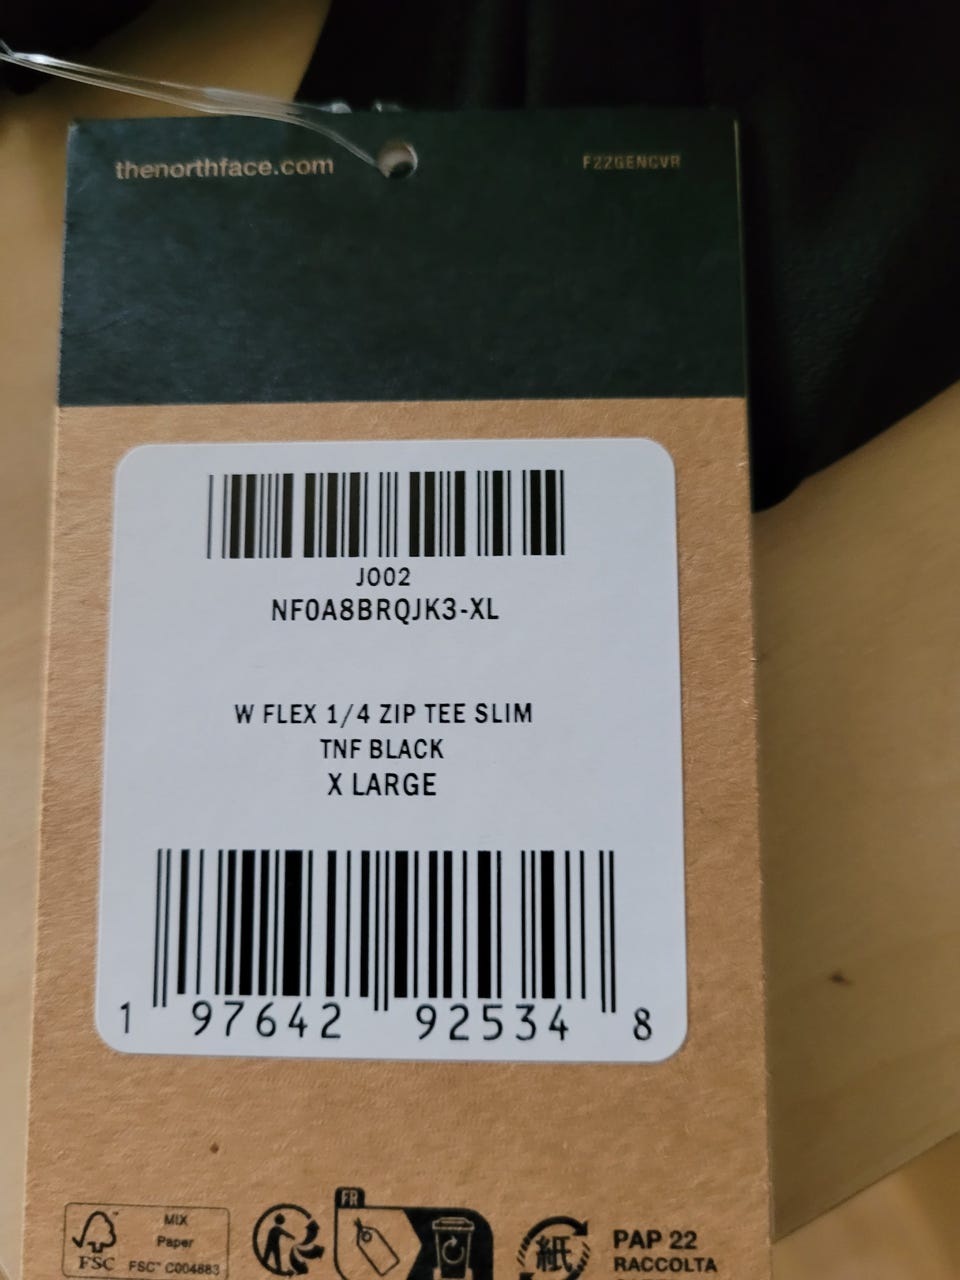 thenorthface.com
F22GENCVR
J002
NF0A8BRQJK3-XL
W FLEX 1/4 ZIP TEE SLIM
TNF BLACK
X LARGE
1 97642 92534 8
FR
MIX
Paper
FSC™ C004883
FSC
紙
PAP 22
RACCOLTA